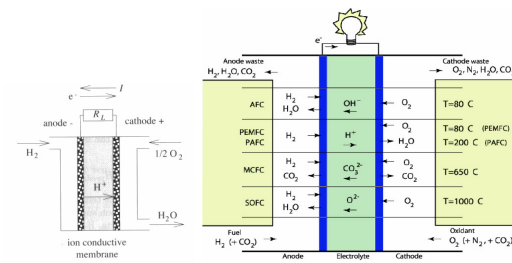 I
e-
R_L
anode -
cathode +
H2
1/2 O2
H+
H2O
ion conductive
membrane
e-
Anode waste
H2, H2O, CO2
Cathode waste
O2, N2, H2O, CO
AFC
H2
H2O
OH−
O2
T=80 C
PEMFC
PAFC
H2
H+
O2
H2O
T=80 C (PEMFC)
T=200 C (PAFC)
MCFC
H2
CO2
CO3 2-
O2
CO2
T=650
SOFC
H2
H2O
O2-
O2
T=1000 C
Fuel
H2 (+ CO2)
Oxidant
O2 (+ N2, + CO2)
Anode
Electrolyte
Cathode